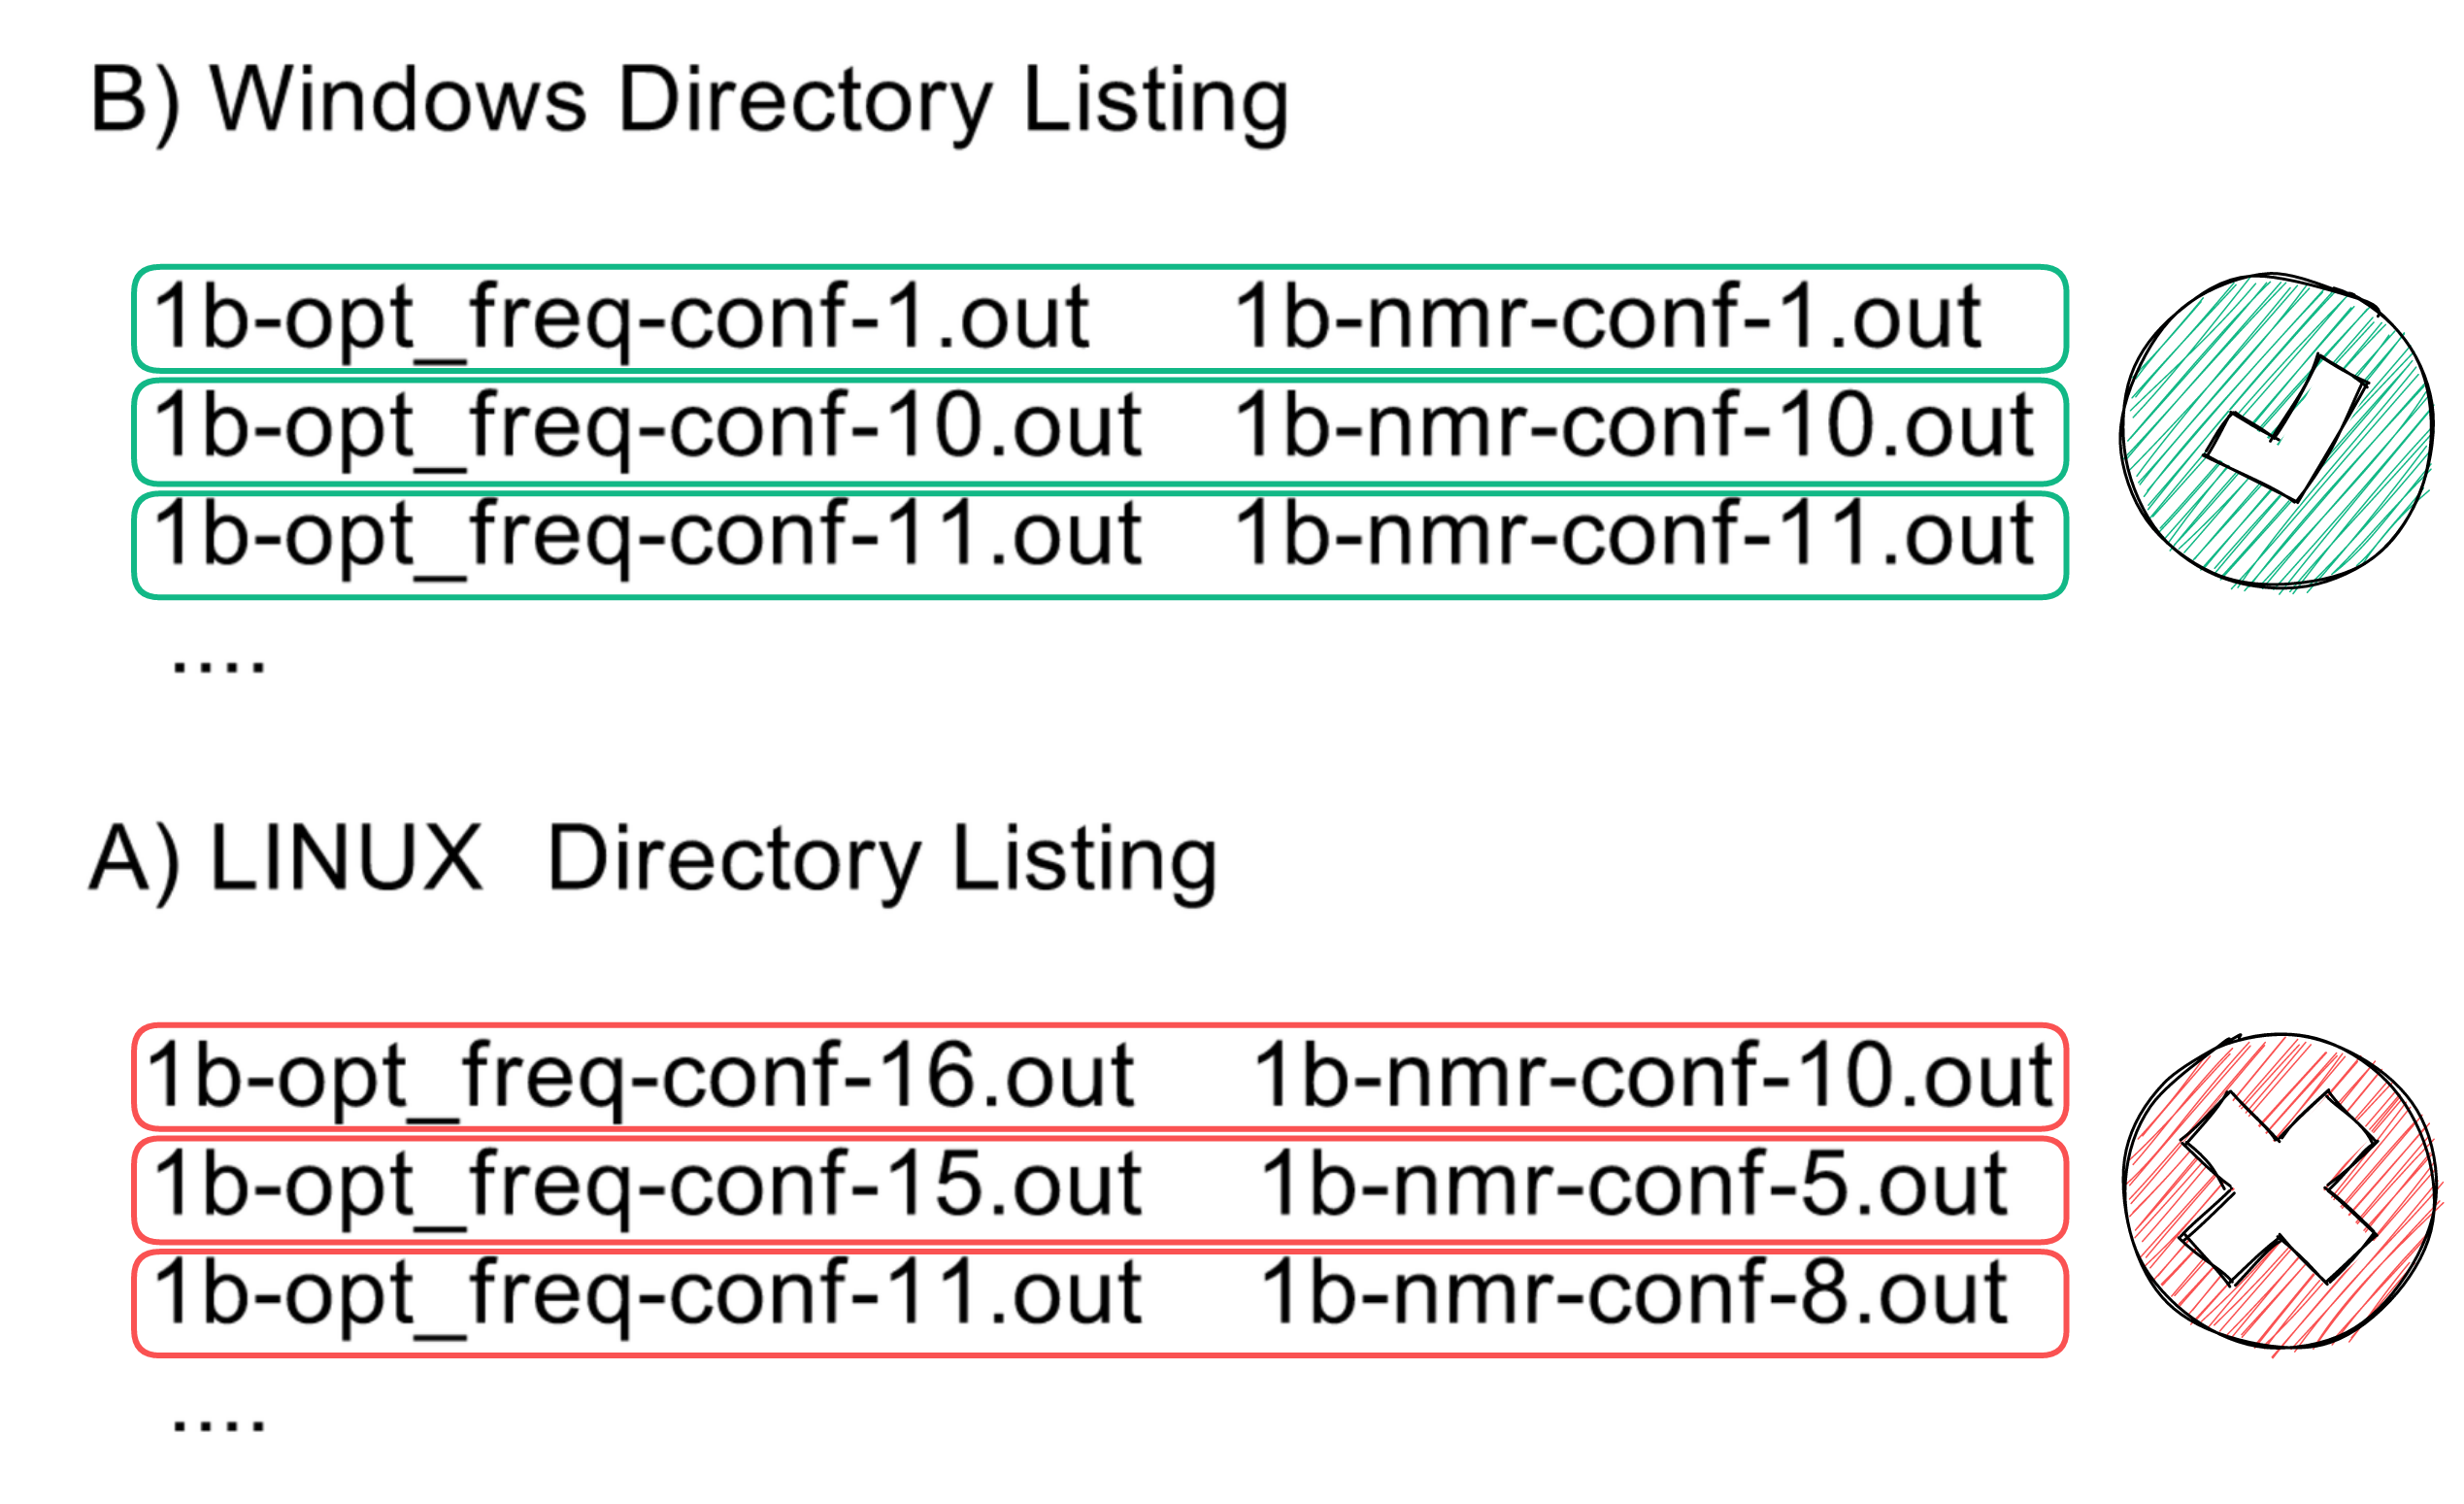 B) Windows Directory Listing
1b-opt_freq-conf-1.out 1b-nmr-conf-1.out
1b-opt_freq-conf-10.out 1b-nmr-conf-10.out
1b-opt_freq-conf-11.out 1b-nmr-conf-11.out
....
A) LINUX Directory Listing
1b-opt_freq-conf-16.out 1b-nmr-conf-10.out
1b-opt_freq-conf-15.out 1b-nmr-conf-5.out
1b-opt_freq-conf-11.out 1b-nmr-conf-8.out
....